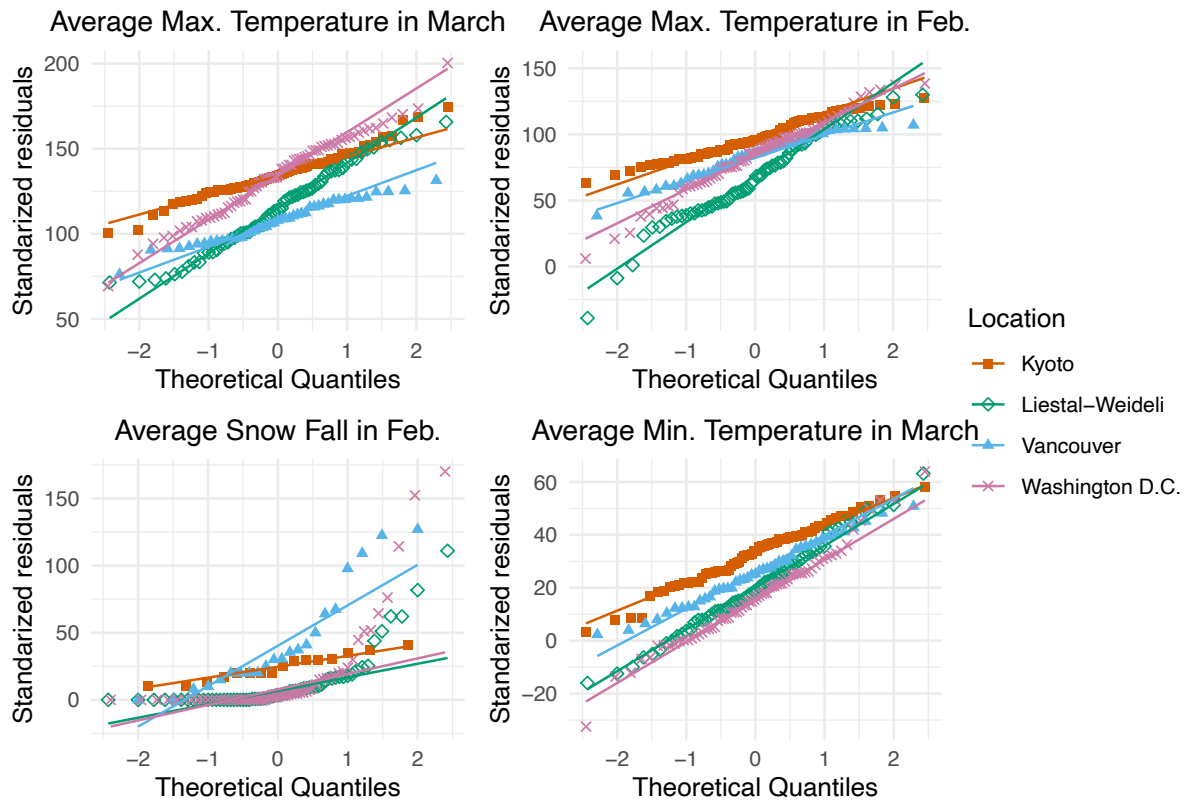 Average Max. Temperature in March
Standarized residuals
200
150
100
50
−2 −1 0 1 2
Theoretical Quantiles
Average Max. Temperature in Feb.
Standarized residuals
150
100
50
0
−2 −1 0 1 2
Theoretical Quantiles
Average Snow Fall in Feb.
Standarized residuals
150
100
50
0
−2 −1 0 1 2
Theoretical Quantiles
Average Min. Temperature in March
Standarized residuals
60
40
20
0
−20
−2 −1 0 1 2
Theoretical Quantiles
Location
Kyoto
Liestal−Weideli
Vancouver
Washington D.C.